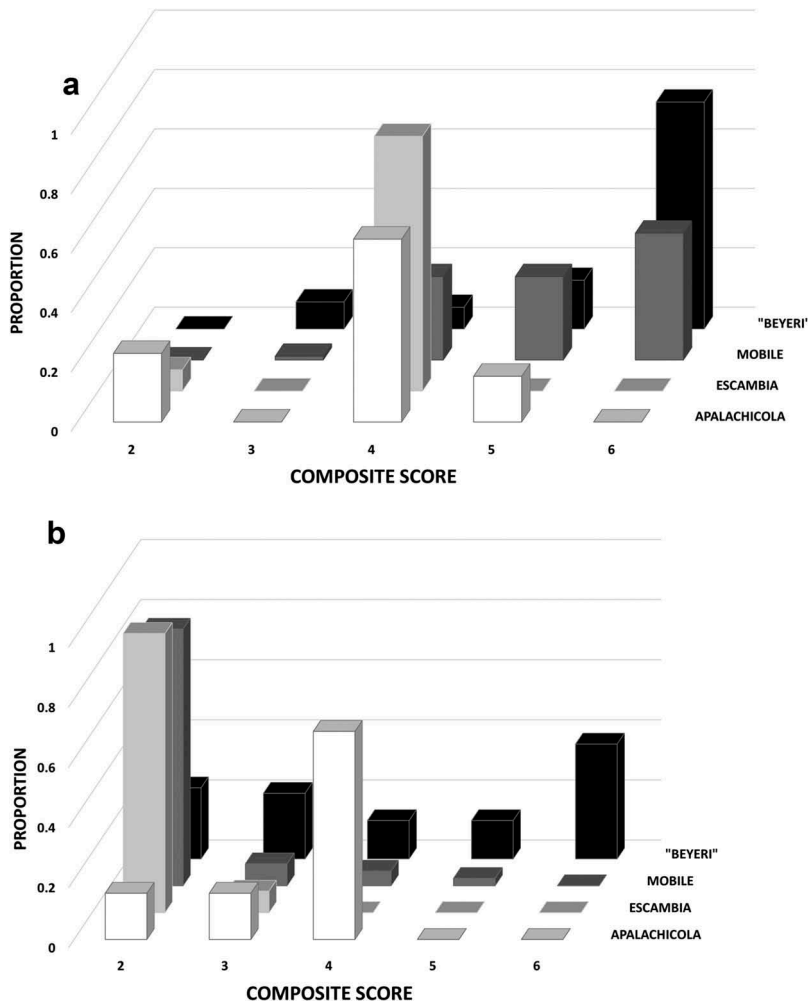 a
1
0.8
0.6
0.4
0.2
0
PROPORTION
2 3 4 5 6
COMPOSITE SCORE
"BEYERI"
MOBILE
ESCAMBIA
APALACHICOLA
b
1
0.8
0.6
0.4
0.2
0
PROPORTION
2 3 4 5 6
COMPOSITE SCORE
"BEYERI"
MOBILE
ESCAMBIA
APALACHICOLA